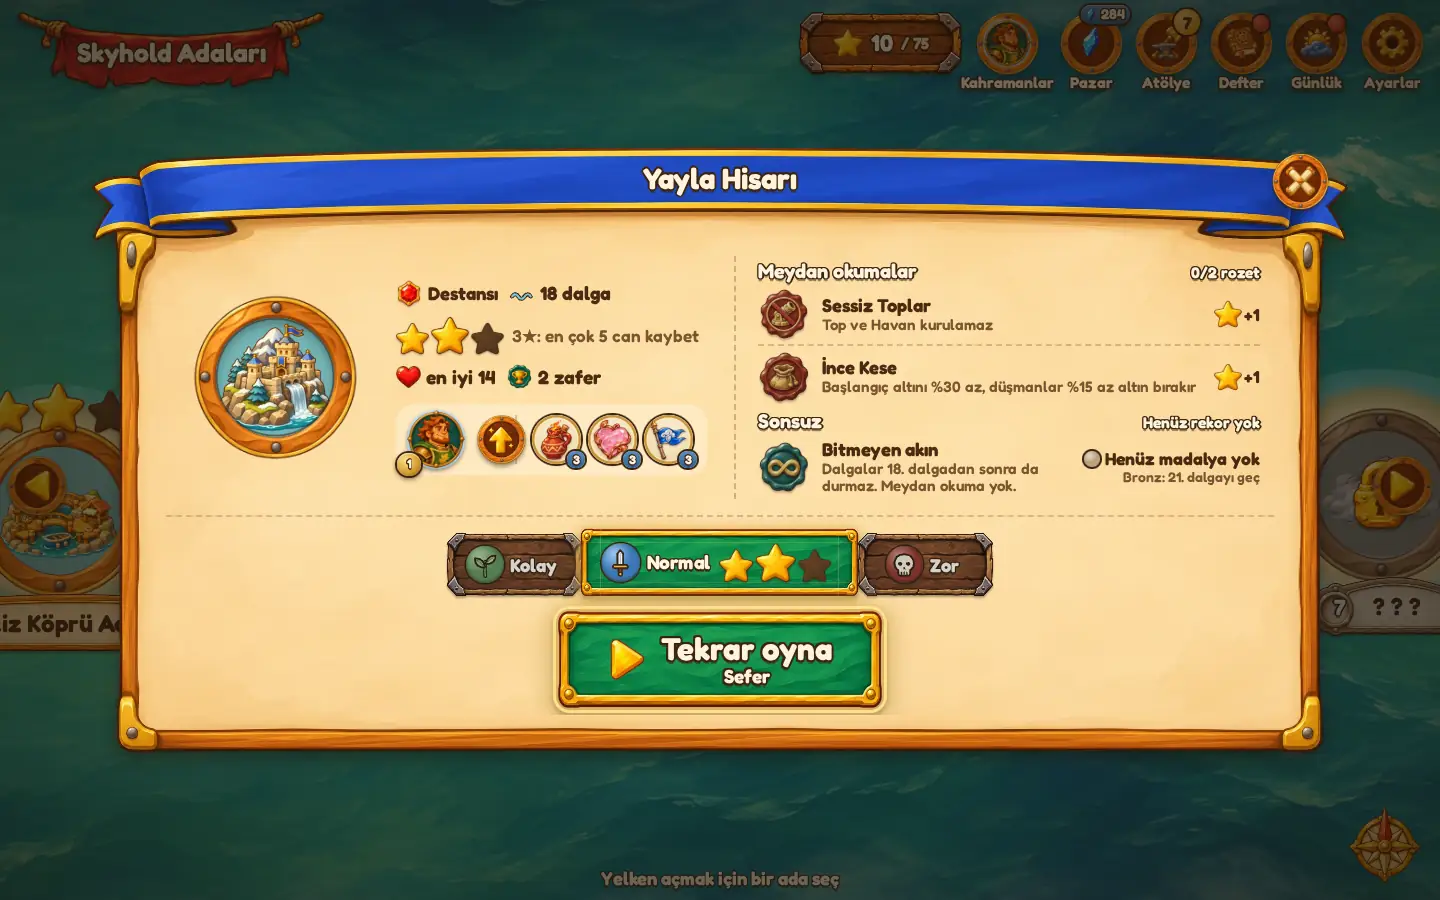 Skyhold Adaları
10 / 75
284
7
Kahramanlar
Pazar
Atölye
Defter
Günlük
Ayarlar
Yayla Hisarı
Destansı
18 dalga
3★: en çok 5 can kaybet
en iyi 14
2 zafer
1
3
3
3
Meydan okumalar
0/2 rozet
Sessiz Toplar
Top ve Havan kurulamaz
+1
İnce Kese
Başlangıç altını %30 az, düşmanlar %15 az altın bırakır
+1
Sonsuz
Henüz rekor yok
Bitmeyen akın
Dalgalar 18. dalgadan sonra da
durmaz. Meydan okuma yok.
Henüz madalya yok
Bronz: 21. dalgayı geç
Kolay
Normal
Zor
Tekrar oyna
Sefer
iz Köprü A
7
???
Yelken açmak için bir ada seç